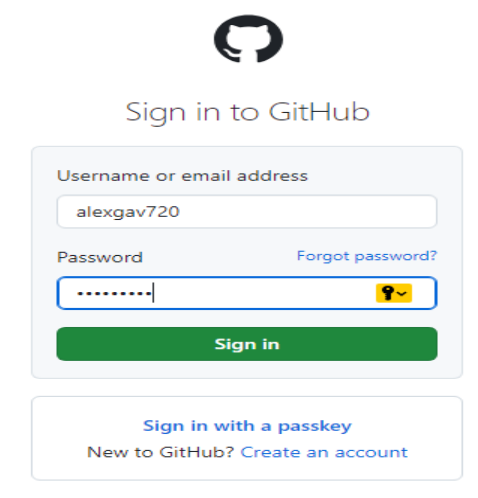 Sign in to GitHub
Username or email address
alexgav720
Password Forgot password?
•••••••••
Sign in
Sign in with a passkey
New to GitHub? Create an account